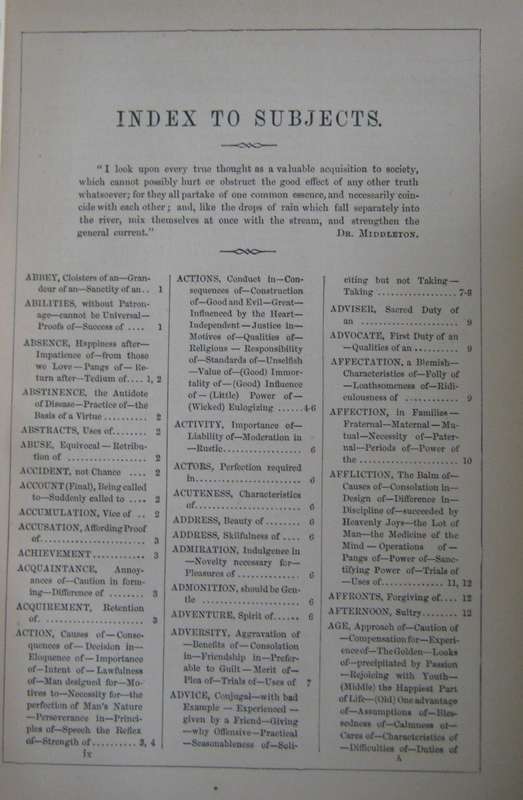 INDEX TO SUBJECTS.
"I look upon every true thought as a valuable acquisition to society,
which cannot possibly hurt or obstruct the good effect of any other truth
whatsoever; for they all partake of one common essence, and necessarily coin-
cide with each other; and, like the drops of rain which fall separately into
the river, mix themselves at once with the stream, and strengthen the
general current." DR. MIDDLETON.
ABBEY, Cloisters of an—Gran-
deur of an—Sanctity of an.. 1
ABILITIES, without Patron-
age—cannot be Universal—
Proofs of—Success of .... 1
ABSENCE, Happiness after—
Impatience of—from those
we Love—Pangs of—Re-
turn after—Tedium of.... 1, 2
ABSTINENCE, the Antidote
of Disease—Practice of—the
Basis of a Virtue .......... 2
ABSTRACTS, Uses of........ 2
ABUSE, Equivocal—Retribu-
tion of .................. 2
ACCIDENT, not Chance .... 2
ACCOUNT (Final), Being called
to—Suddenly called to .... 2
ACCUMULATION, Vice of .. 2
ACCUSATION, Affording Proof
of........................ 3
ACHIEVEMENT............ 3
ACQUAINTANCE, Annoy-
ances of—Caution in form-
ing—Difference of ........ 3
ACQUIREMENT, Retention
of. ...................... 3
ACTION, Causes of—Conse-
quences of—Decision in—
Eloquence of—Importance
of—Intent of—Lawfulness
of—Man designed for—Mo-
tives to—Necessity for—the
perfection of Man's Nature
—Perseverance in—Princi-
ples of—Speech the Reflex
of—Strength of .......... 3, 4
ix
ACTIONS, Conduct in—Con-
sequences of—Construction
of—Good and Evil—Great—
Influenced by the Heart—
Independent—Justice in—
Motives of—Qualities of—
Religious—Responsibility
of—Standards of—Unselfish
—Value of—(Good) Immor-
tality of—(Good) Influence
of—(Little) Power of—
(Wicked) Eulogizing ......4-6
ACTIVITY, Importance of—
Liability of—Moderation in
—Rustic.................. 6
ACTORS, Perfection required
in........................ 6
ACUTENESS, Characteristics
of........................ 6
ADDRESS, Beauty of ........ 6
ADDRESS, Skilfulness of .... 6
ADMIRATION, Indulgence in
—Novelty necessary for—
Pleasures of .............. 6
ADMONITION, should be Gen-
tle ...................... 6
ADVENTURE, Spirit of...... 6
ADVERSITY, Aggravation of
—Benefits of—Consolation
in—Friendship in—Prefer-
able to Guilt—Merit of—
Plea of—Trials of—Uses of 7
ADVICE, Conjugal—with bad
Example—Experienced—
given by a Friend—Giving
—why Offensive—Practical
—Seasonableness of—Soli-
citing but not Taking—
Taking ................ 7-9
ADVISER, Sacred Duty of
an ...................... 9
ADVOCATE, First Duty of an
—Qualities of an.......... 9
AFFECTATION, a Blemish—
Characteristics of—Folly of
—Loathsomeness of—Ridi-
culousness of ............ 9
AFFECTION, in Families—
Fraternal—Maternal—Mu-
tual—Necessity of—Pater-
nal—Periods of—Power of
the ...................... 10
AFFLICTION, The Balm of—
Causes of—Consolation in—
Design of—Difference In—
Discipline of—succeeded by
Heavenly Joys—the Lot of
Man—the Medicine of the
Mind—Operations of—
Pangs of—Power of—Sanc-
tifying Power of—Trials of
—Uses of.............. 11, 12
AFFRONTS, Forgiving of.... 12
AFTERNOON, Sultry........ 12
AGE, Approach of—Caution of
—Compensation for—Experi-
ence of—The Golden—Looks
of—precipitated by Passion
—Rejoicing with Youth—
(Middle) the Happiest Part
of Life—(Old) One advantage
of—Assumptions of—Bles-
sedness of—Calmness of—
Cares of—Characteristics of
—Difficulties of—Duties of
A